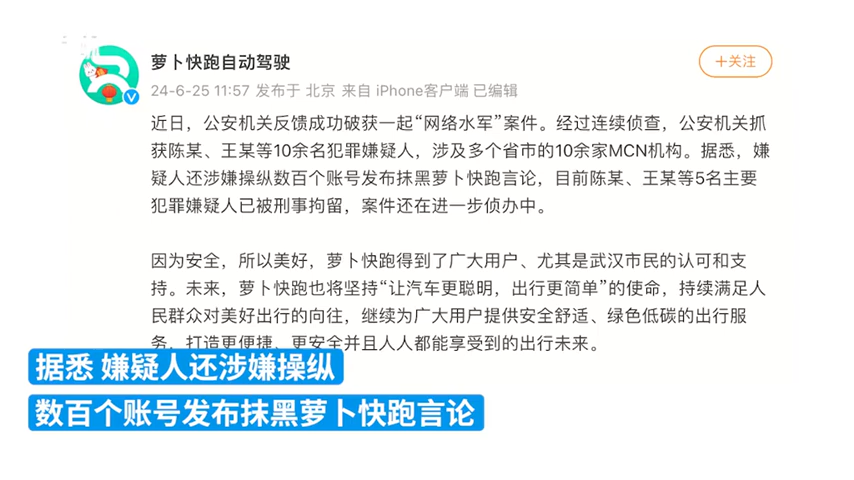 萝卜快跑自动驾驶
+关注
24-6-25 11:57 发布于 北京 来自 iPhone客户端 已编辑
近日，公安机关反馈成功破获一起“网络水军”案件。经过连续侦查，公安机关抓
获陈某、王某等10余名犯罪嫌疑人，涉及多个省市的10余家MCN机构。据悉，嫌
疑人还涉嫌操纵数百个账号发布抹黑萝卜快跑言论，目前陈某、王某等5名主要
犯罪嫌疑人已被刑事拘留，案件还在进一步侦办中。
因为安全，所以美好，萝卜快跑得到了广大用户、尤其是武汉市民的认可和支
持。未来，萝卜快跑也将坚持“让汽车更聪明，出行更简单”的使命，持续满足人
民群众对美好出行的向往，继续为广大用户提供安全舒适、绿色低碳的出行服
务，打造更便捷、更安全并且人人都能享受到的出行未来。
据悉 嫌疑人还涉嫌操纵
数百个账号发布抹黑萝卜快跑言论